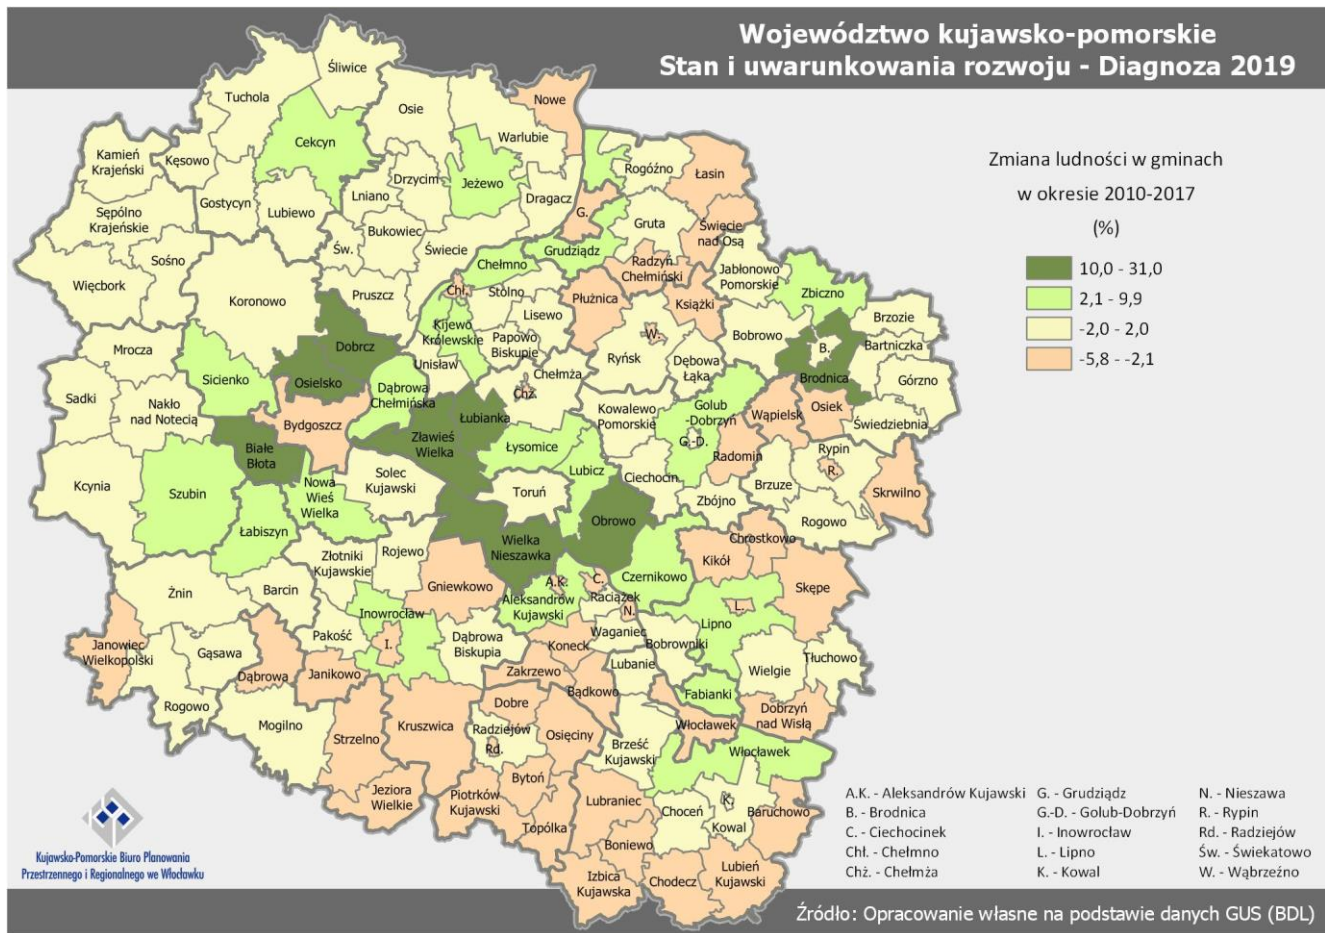 Województwo kujawsko-pomorskie
Stan i uwarunkowania rozwoju - Diagnoza 2019
Zmiana ludności w gminach
w okresie 2010-2017
(%)
10,0 - 31,0
2,1 - 9,9
-2,0 - 2,0
-5,8 - -2,1
Śliwice
Tuchola
Nowe
Osie
Cekcyn
Warlubie
Kamień
Krajeński
Kęsowo
Rogóźno
Łasin
Drzycim
Jeżewo
Lniano
Dragacz
Gostycyn
Lubiewo
Sępólno
Krajeńskie
G.
Gruta
Święcie
nad Osą
Bukowiec
Św.
Świecie
Grudziądz
Sośno
Chełmno
Radzyń
Chełmiński
Jabłonowo
Pomorskie
Więcbork
Koronowo
Pruszcz
Chł.
Stolno
Płużnica
Książki
Zbiczno
Lisewo
Brzozie
Kijewo
Królewskie
Papowo
Biskupie
W.
Bobrowo
Bartniczka
Mrocza
Dobrcz
Unisław
Ryńsk
Dębowa
Łąka
B.
Sicienko
Osielsko
Chełmża
Brodnica
Górzno
Dąbrowa
Chełmińska
Chż.
Sadki
Nakło
nad Notecią
Bydgoszcz
Łubianka
Kowalewo
Pomorskie
Golub
-Dobrzyń
Wąpielsk
Osiek
Świedziebnia
Białe
Błota
Zławieś
Wielka
Łysomice
G.-D.
Radomin
Rypin
R.
Kcynia
Szubin
Nowa
Wieś
Wielka
Solec
Kujawski
Toruń
Lubicz
Ciechocin
Brzuze
Skrwilno
Zbójno
Łabiszyn
Obrowo
Rogowo
Złotniki
Kujawskie
Rojewo
Wielka
Nieszawka
Chrostkowo
Kikół
Żnin
Barcin
Gniewkowo
A.K.
C.
Czernikowo
Skępe
Aleksandrów
Kujawski
Raciążek
N.
L.
Inowrocław
Lipno
Janowiec
Wielkopolski
Gąsawa
Pakość
I.
Dąbrowa
Biskupia
Koneck
Waganiec
Bobrowniki
Tłuchowo
Dąbrowa
Janikowo
Zakrzewo
Lubanie
Wielgie
Rogowo
Bądkowo
Fabianki
Mogilno
Strzelno
Kruszwica
Dobre
Włocławek
Dobrzyń
nad Wisłą
Radziejów
Rd.
Osięciny
Brześć
Kujawski
Włocławek
Jeziora
Wielkie
Piotrków
Kujawski
Bytoń
Lubraniec
Choceń
K.
Kowal
Baruchowo
Topólka
Boniewo
Izbica
Kujawska
Chodecz
Lubień
Kujawski
A.K. - Aleksandrów Kujawski
B. - Brodnica
C. - Ciechocinek
Chł. - Chełmno
Chż. - Chełmża
G. - Grudziądz
G.-D. - Golub-Dobrzyń
I. - Inowrocław
L. - Lipno
K. - Kowal
N. - Nieszawa
R. - Rypin
Rd. - Radziejów
Św. - Świekatowo
W. - Wąbrzeźno
Kujawsko-Pomorskie Biuro Planowania
Przestrzennego i Regionalnego we Włocławku
Źródło: Opracowanie własne na podstawie danych GUS (BDL)